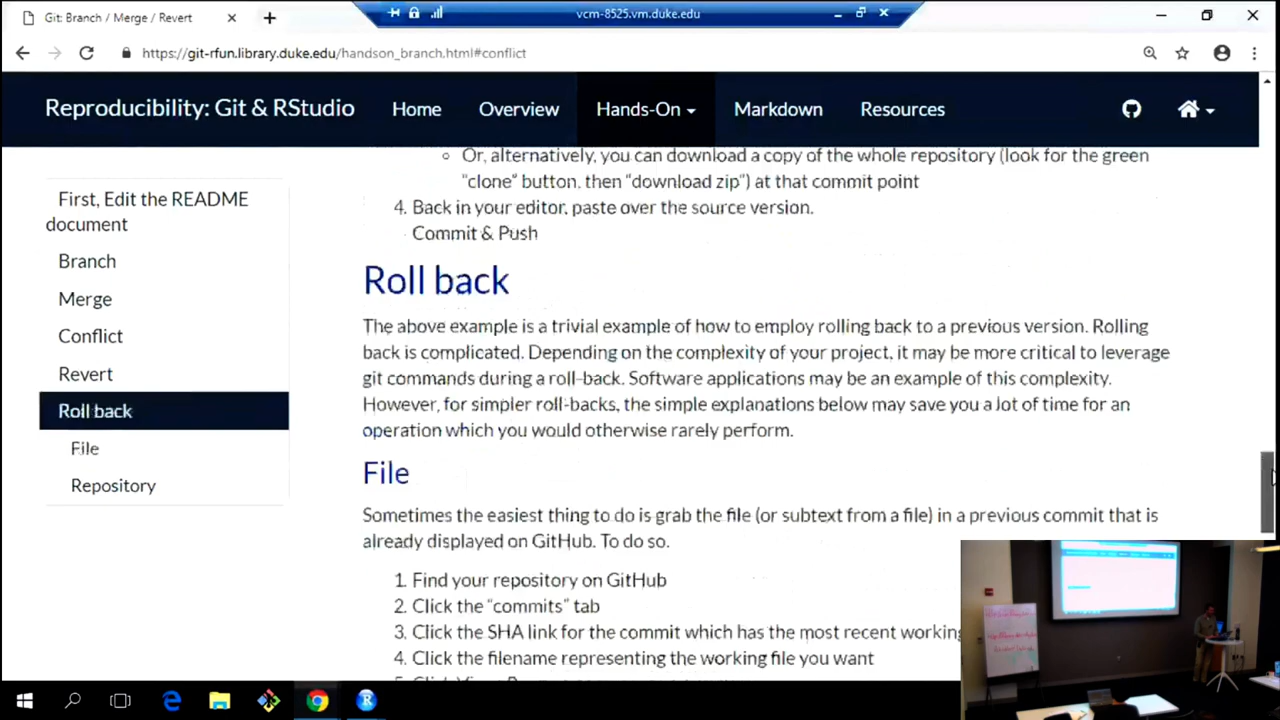 Git: Branch / Merge / Revert
vcm-8525.vm.duke.edu
https://git-rfun.library.duke.edu/handson_branch.html#conflict
Reproducibility: Git & RStudio Home Overview Hands-On Markdown Resources
First, Edit the README
document
Branch
Merge
Conflict
Revert
Roll back
File
Repository
Or, alternatively, you can download a copy of the whole repository (look for the green
"clone" button, then "download zip") at that commit point
4. Back in your editor, paste over the source version.
Commit & Push
Roll back
The above example is a trivial example of how to employ rolling back to a previous version. Rolling
back is complicated. Depending on the complexity of your project, it may be more critical to leverage
git commands during a roll-back. Software applications may be an example of this complexity.
However, for simpler roll-backs, the simple explanations below may save you a lot of time for an
operation which you would otherwise rarely perform.
File
Sometimes the easiest thing to do is grab the file (or subtext from a file) in a previous commit that is
already displayed on GitHub. To do so.
1. Find your repository on GitHub
2. Click the "commits" tab
3. Click the SHA link for the commit which has the most recent working
4. Click the filename representing the working file you want